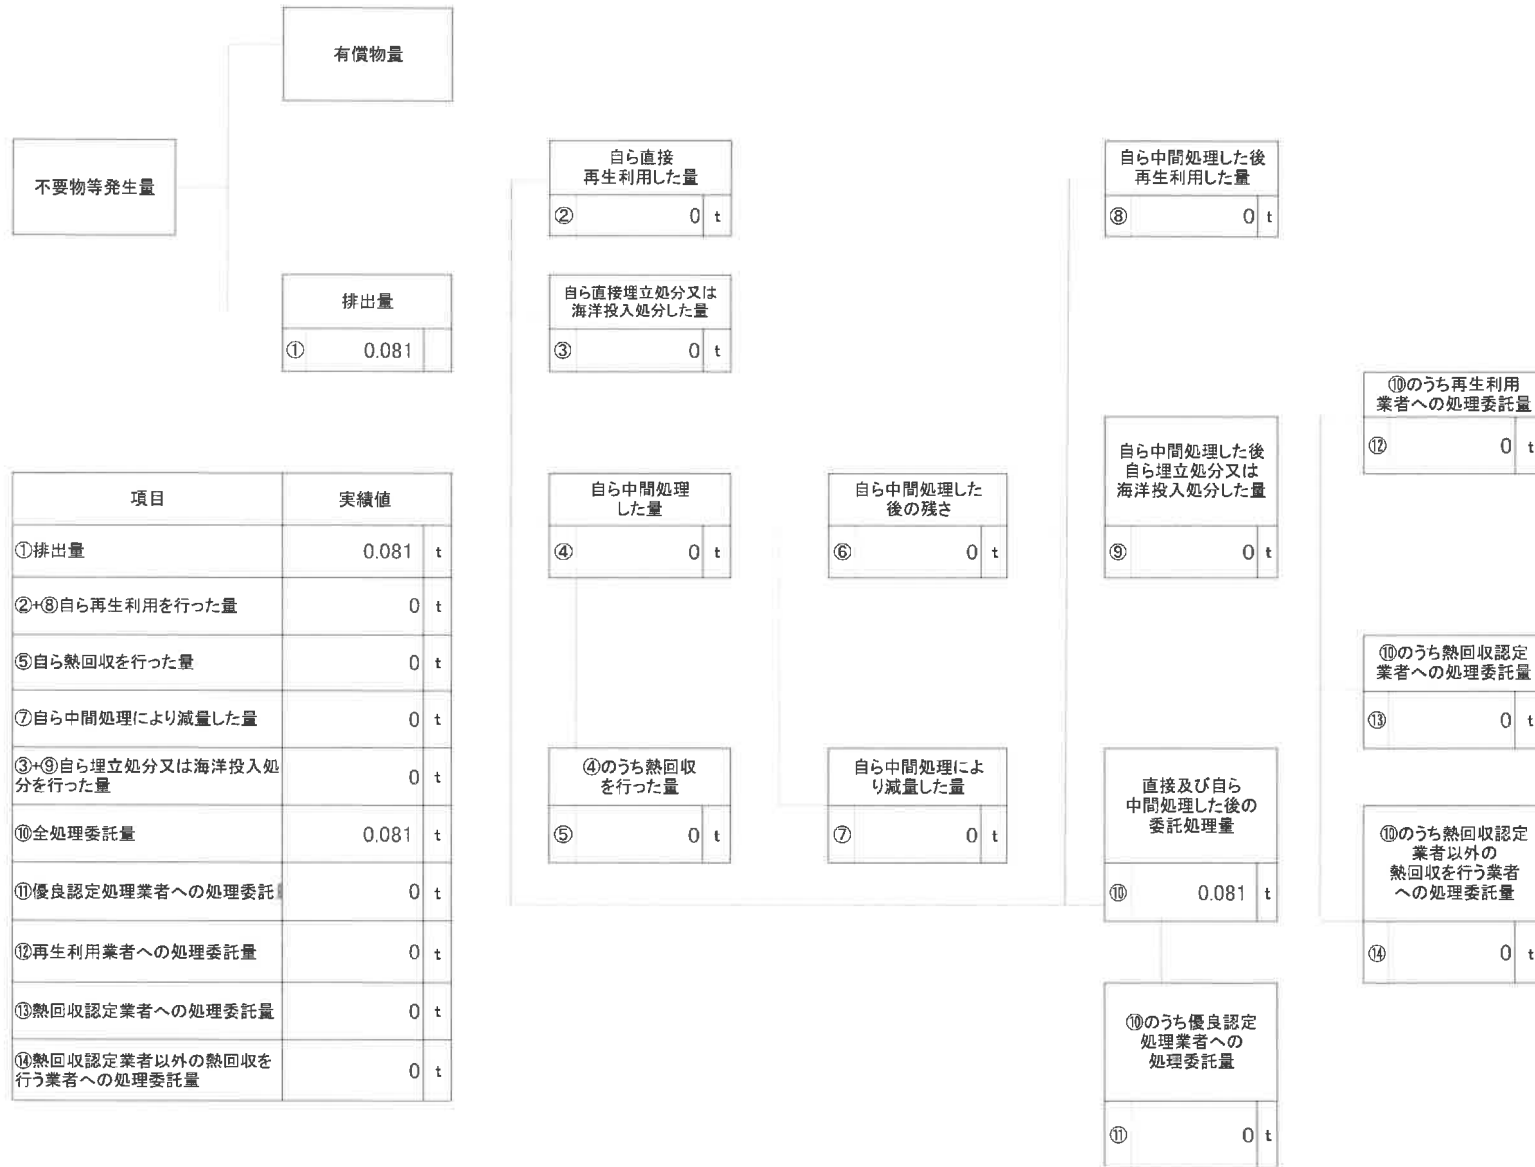 有償物量
不要物等発生量
排出量
① 0.081
自ら直接
再生利用した量
② 0 t
自ら直接埋立処分又は
海洋投入処分した量
③ 0 t
自ら中間処理
した量
④ 0 t
④のうち熱回収
を行った量
⑤ 0 t
自ら中間処理した
後の残さ
⑥ 0 t
自ら中間処理によ
り減量した量
⑦ 0 t
自ら中間処理した後
再生利用した量
⑧ 0 t
自ら中間処理した後
自ら埋立処分又は
海洋投入処分した量
⑨ 0 t
直接及び自ら
中間処理した後の
委託処理量
⑩ 0.081 t
⑩のうち優良認定
処理業者への
処理委託量
⑪ 0 t
⑩のうち再生利用
業者への処理委託量
⑫ 0 t
⑩のうち熱回収認定
業者への処理委託量
⑬ 0 t
⑩のうち熱回収認定
業者以外の
熱回収を行う業者
への処理委託量
⑭ 0 t
項目 実績値
①排出量 0.081 t
②+⑧自ら再生利用を行った量 0 t
⑤自ら熱回収を行った量 0 t
⑦自ら中間処理により減量した量 0 t
③+⑨自ら埋立処分又は海洋投入処
分を行った量 0 t
⑩全処理委託量 0.081 t
⑪優良認定処理業者への処理委託 0 t
⑫再生利用業者への処理委託量 0 t
⑬熱回収認定業者への処理委託量 0 t
⑭熱回収認定業者以外の熱回収を
行う業者への処理委託量 0 t